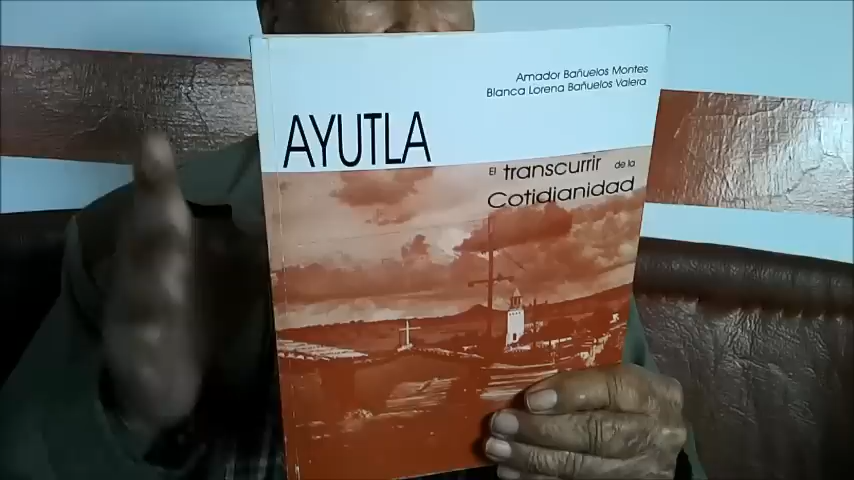 Amador Bañuelos Montes
Blanca Lorena Bañuelos Valera
AYUTLA
El transcurrir de la
Cotidianidad